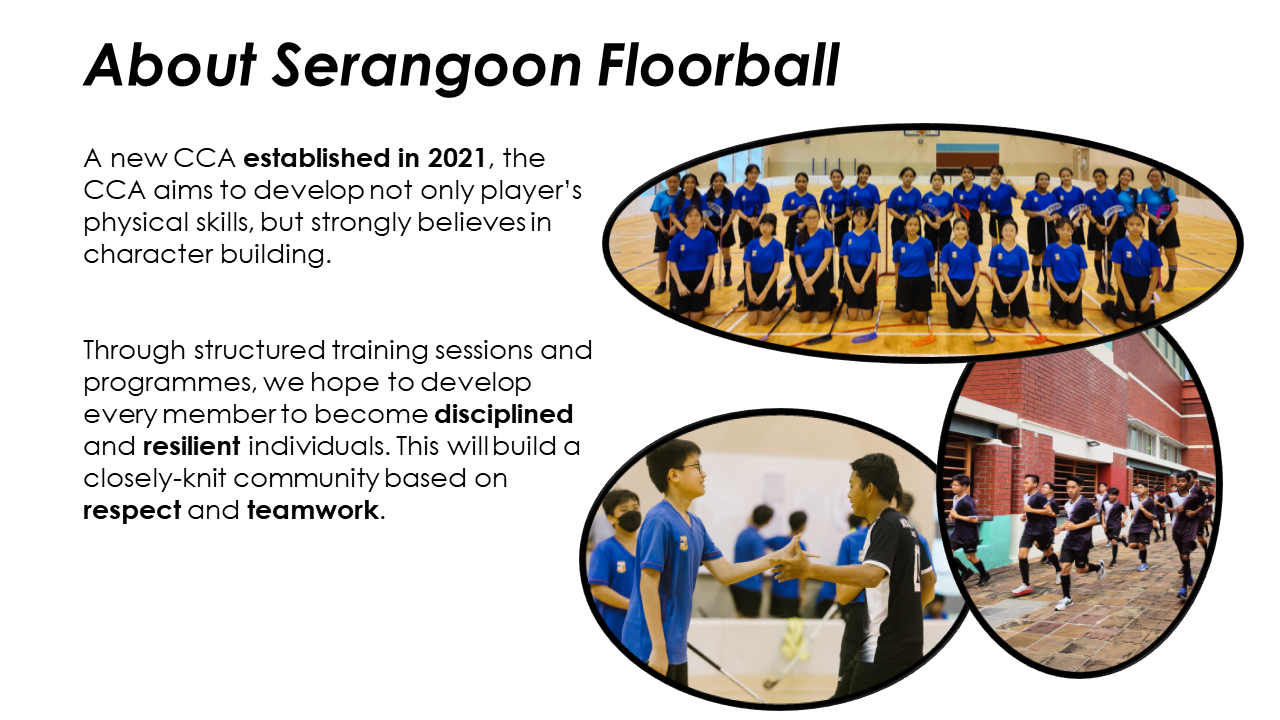 About Serangoon Floorball
A new CCA established in 2021, the
CCA aims to develop not only player's
physical skills, but strongly believes in
character building.
Through structured training sessions and
programmes, we hope to develop
every member to become disciplined
and resilient individuals. This will build a
closely-knit community based on
respect and teamwork.